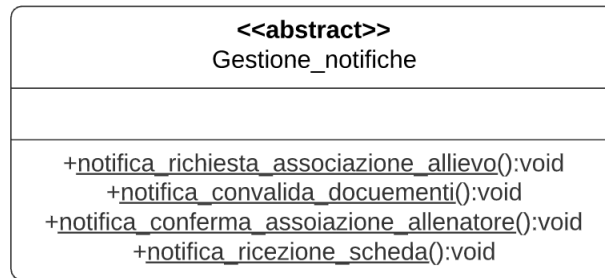 <<abstract>>
Gestione_notifiche
+notifica_richiesta_associazione_allievo():void
+notifica_convalida_docuementi():void
+notifica_conferma_assoiazione_allenatore():void
+notifica_ricezione_scheda():void